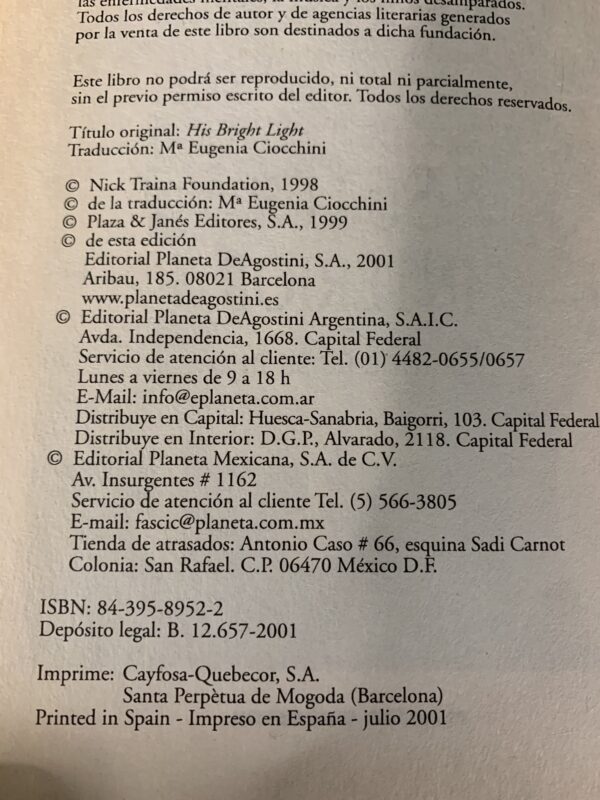 las enfermedades mentales, la música y los niños desamparados.
Todos los derechos de autor y de agencias literarias generados
por la venta de este libro son destinados a dicha fundación.
Este libro no podrá ser reproducido, ni total ni parcialmente,
sin el previo permiso escrito del editor. Todos los derechos reservados.
Título original: His Bright Light
Traducción: Mª Eugenia Ciocchini
© Nick Traina Foundation, 1998
© de la traducción: Mª Eugenia Ciocchini
© Plaza & Janés Editores, S.A., 1999
© de esta edición
Editorial Planeta DeAgostini, S.A., 2001
Aribau, 185. 08021 Barcelona
www.planetadeagostini.es
© Editorial Planeta DeAgostini Argentina, S.A.I.C.
Avda. Independencia, 1668. Capital Federal
Servicio de atención al cliente: Tel. (01) 4482-0655/0657
Lunes a viernes de 9 a 18 h
E-Mail: info@eplaneta.com.ar
Distribuye en Capital: Huesca-Sanabria, Baigorri, 103. Capital Federal
Distribuye en Interior: D.G.P., Alvarado, 2118. Capital Federal
© Editorial Planeta Mexicana, S.A. de C.V.
Av. Insurgentes # 1162
Servicio de atención al cliente Tel. (5) 566-3805
E-mail: fascic@planeta.com.mx
Tienda de atrasados: Antonio Caso # 66, esquina Sadi Carnot
Colonia: San Rafael. C.P. 06470 México D.F.
ISBN: 84-395-8952-2
Depósito legal: B. 12.657-2001
Imprime: Cayfosa-Quebecor, S.A.
Santa Perpètua de Mogoda (Barcelona)
Printed in Spain - Impreso en España - julio 2001